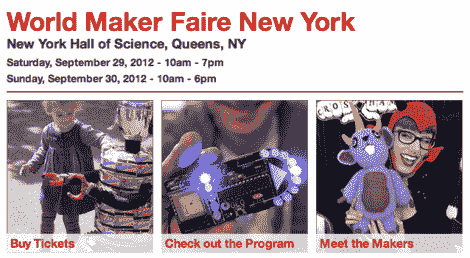 World Maker Faire New York
New York Hall of Science, Queens, NY
Saturday, September 29, 2012 - 10am - 7pm
Sunday, September 30, 2012 - 10am - 6pm
Buy Tickets
Check out the Program
Meet the Makers